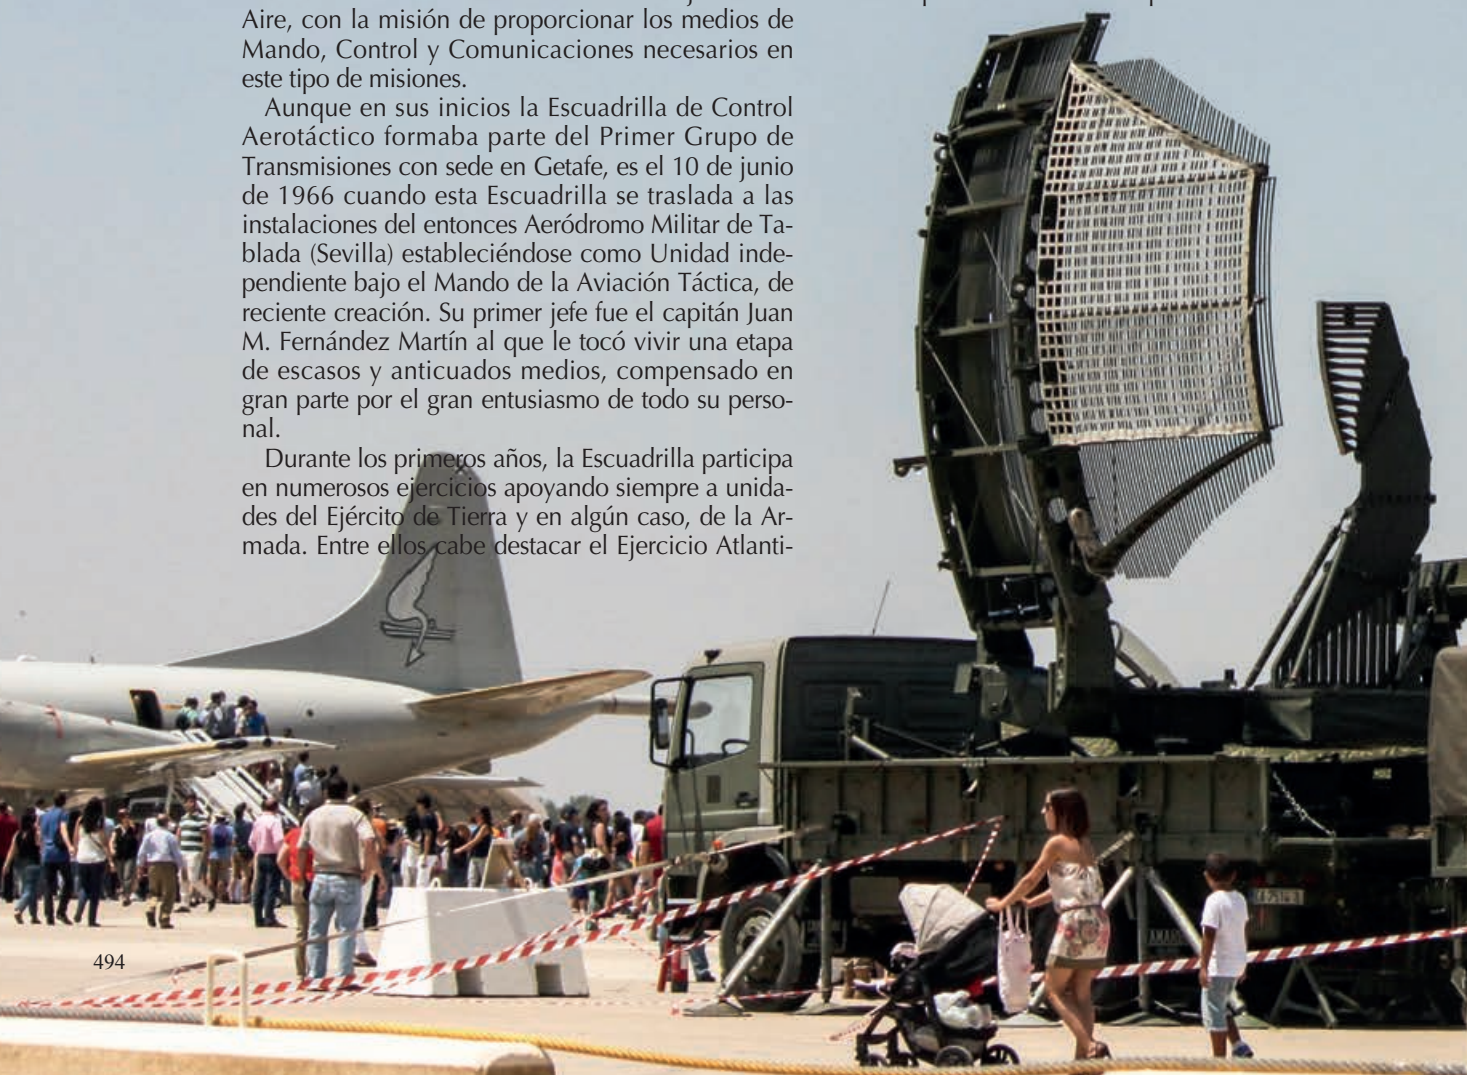 Aire, con la misión de proporcionar los medios de
Mando, Control y Comunicaciones necesarios en
este tipo de misiones.
Aunque en sus inicios la Escuadrilla de Control
Aerotáctico formaba parte del Primer Grupo de
Transmisiones con sede en Getafe, es el 10 de junio
de 1966 cuando esta Escuadrilla se traslada a las
instalaciones del entonces Aeródromo Militar de Ta-
blada (Sevilla) estableciéndose como Unidad inde-
pendiente bajo el Mando de la Aviación Táctica, de
reciente creación. Su primer jefe fue el capitán Juan
M. Fernández Martín al que le tocó vivir una etapa
de escasos y anticuados medios, compensado en
gran parte por el gran entusiasmo de todo su perso-
nal.
Durante los primeros años, la Escuadrilla participa
en numerosos ejercicios apoyando siempre a unida-
des del Ejército de Tierra y en algún caso, de la Ar-
mada. Entre ellos cabe destacar el Ejercicio Atlanti-
494